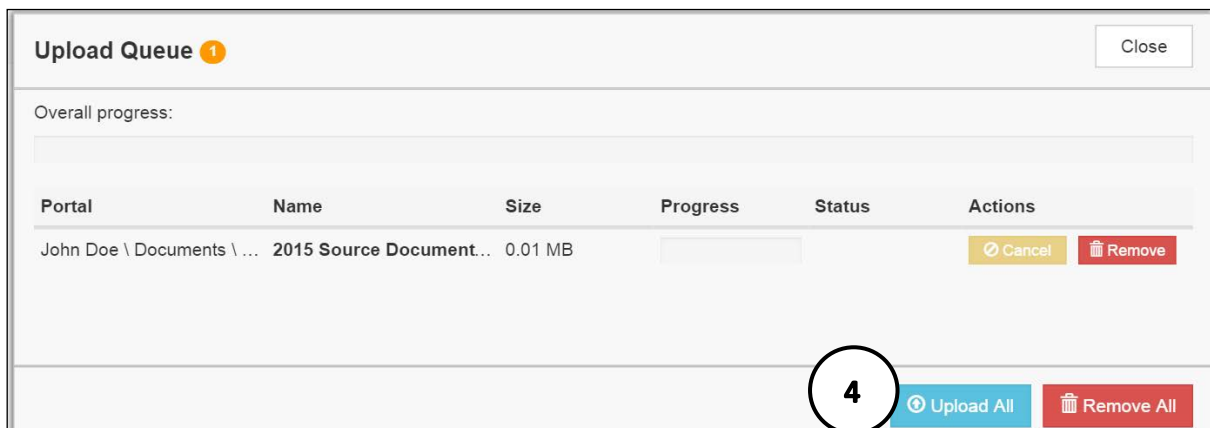 Upload Queue 1
Close
Overall progress:
Portal Name Size Progress Status Actions
John Doe \ Documents \ ... 2015 Source Document... 0.01 MB Cancel Remove
4 Upload All Remove All